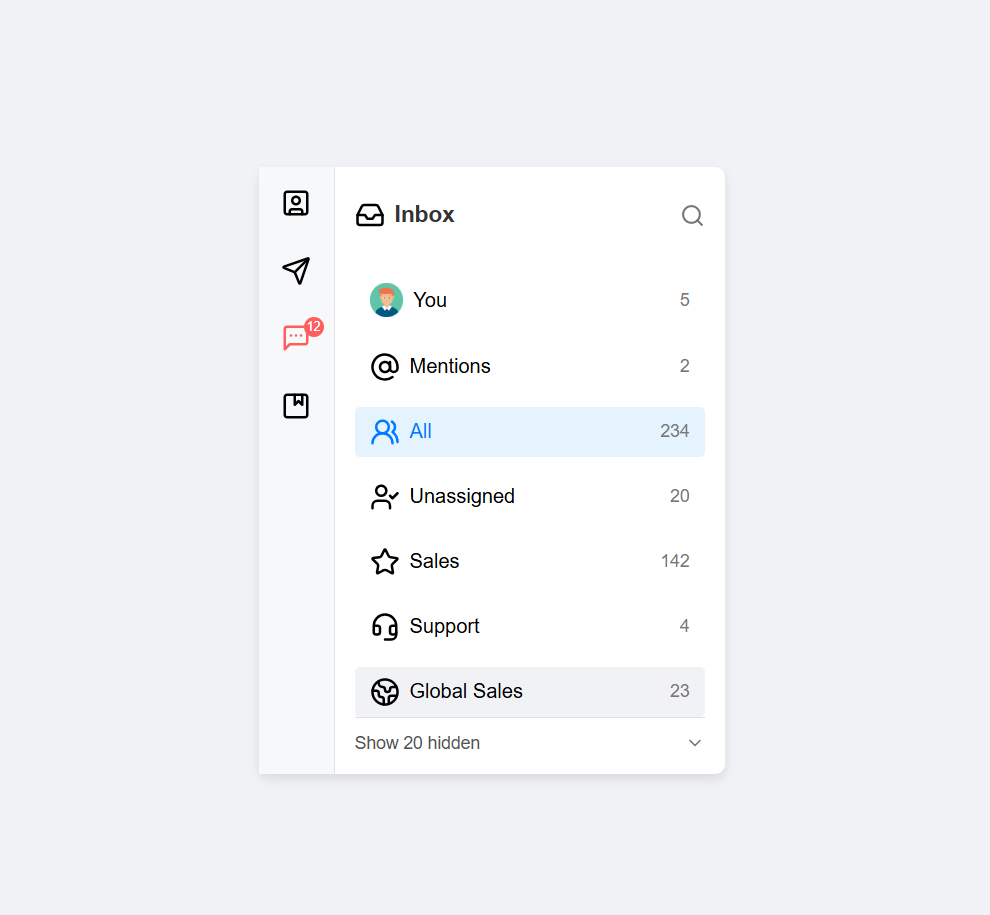 Inbox
You 5
12
Mentions 2
All 234
Unassigned 20
Sales 142
Support 4
Global Sales 23
Show 20 hidden